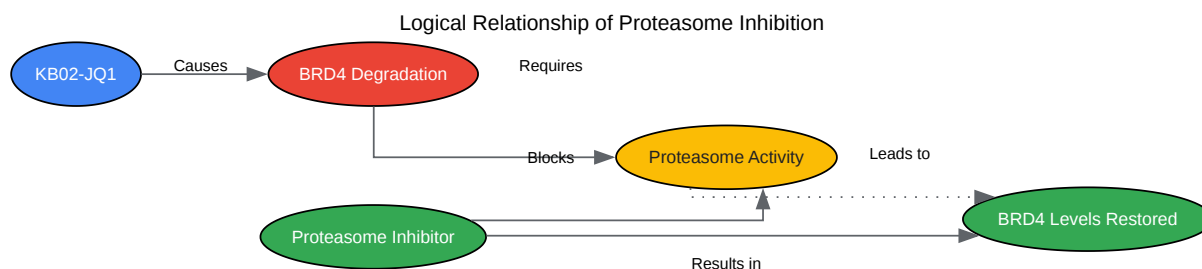 Logical Relationship of Proteasome Inhibition
KB02-JQ1
Causes
BRD4 Degradation
Requires
Blocks
Proteasome Activity
Leads to
Proteasome Inhibitor
BRD4 Levels Restored
Results in